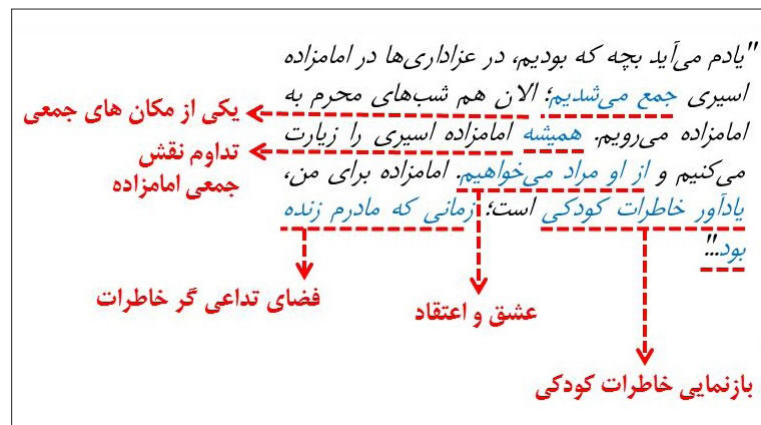 "یادم می‌آید بچه که بودیم، در عزاداری‌ها در امامزاده
اسیری جمع می‌شدیم؛ الان هم شب‌های محرم به
امامزاده می‌رویم. همیشه امامزاده اسیری را زیارت
می‌کنیم و از او مراد می‌خواهیم. امامزاده برای من،
یادآور خاطرات کودکی است؛ زمانی که مادرم زنده
بود..."
یکی از مکان های جمعی
تداوم نقش
جمعی امامزاده
فضای تداعی گر خاطرات
عشق و اعتقاد
بازنمایی خاطرات کودکی